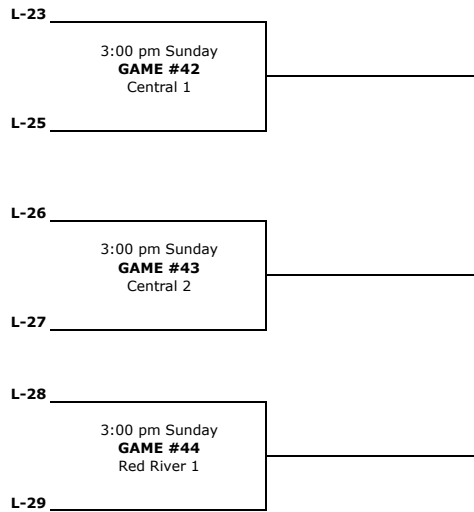 L-23
3:00 pm Sunday
GAME #42
Central 1
L-25
L-26
3:00 pm Sunday
GAME #43
Central 2
L-27
L-28
3:00 pm Sunday
GAME #44
Red River 1
L-29